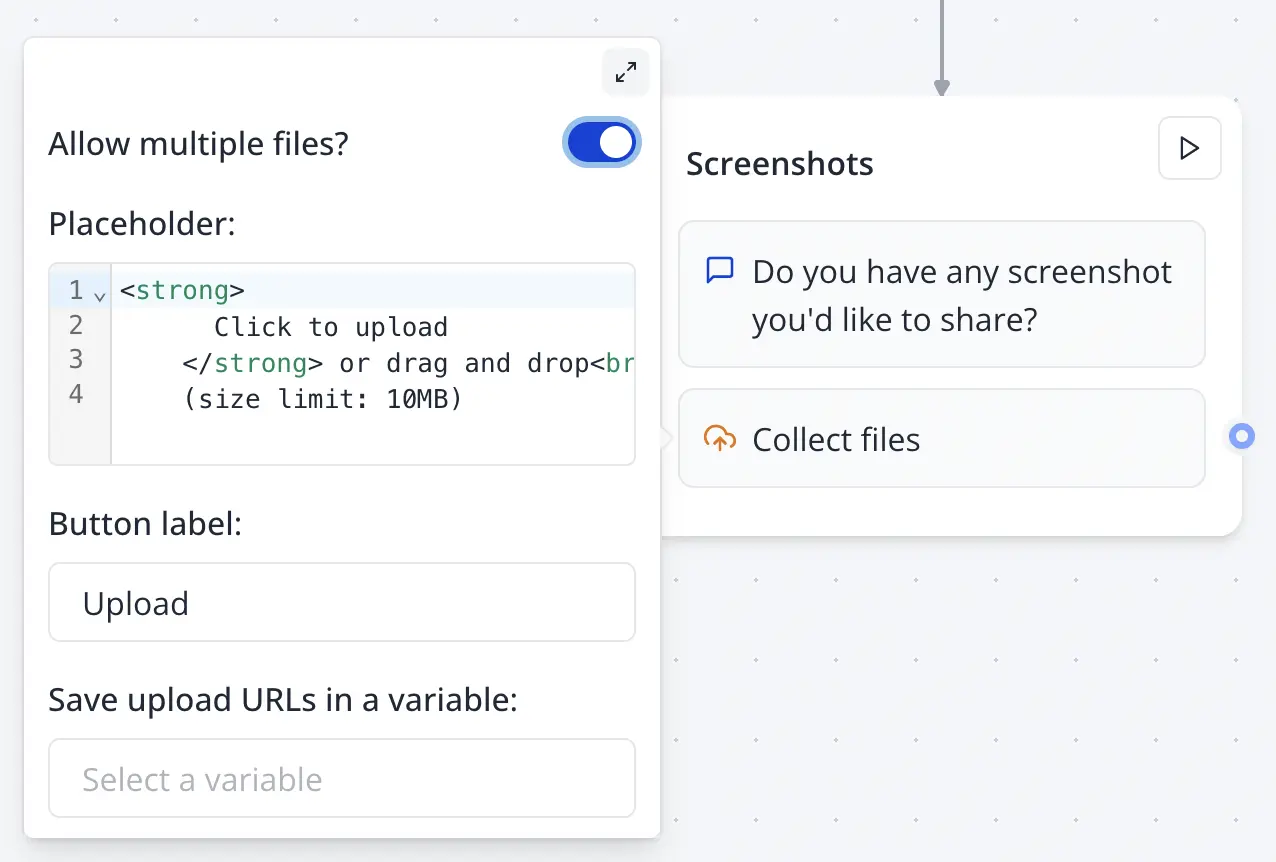 Allow multiple files?
Placeholder:
1 <strong>
2 Click to upload
3 </strong> or drag and drop<br
4 (size limit: 10MB)
Button label:
Upload
Save upload URLs in a variable:
Select a variable
Screenshots
Do you have any screenshot
you'd like to share?
Collect files